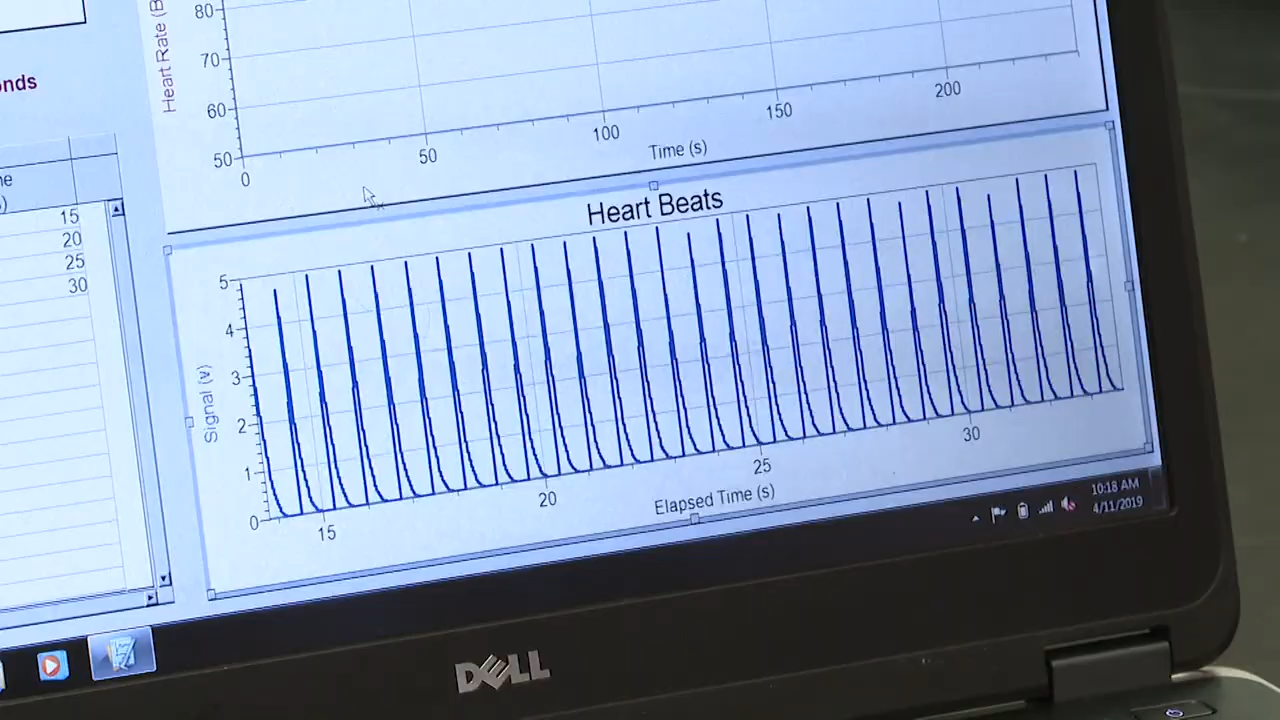 80
Heart Rate (B
70
60
50
0
50
100
150
200
Time (s)
onds
ne
)
15
20
25
30
Heart Beats
5
4
3
2
1
0
Signal (v)
15
20
25
30
Elapsed Time (s)
10:18 AM
4/11/2019
DELL